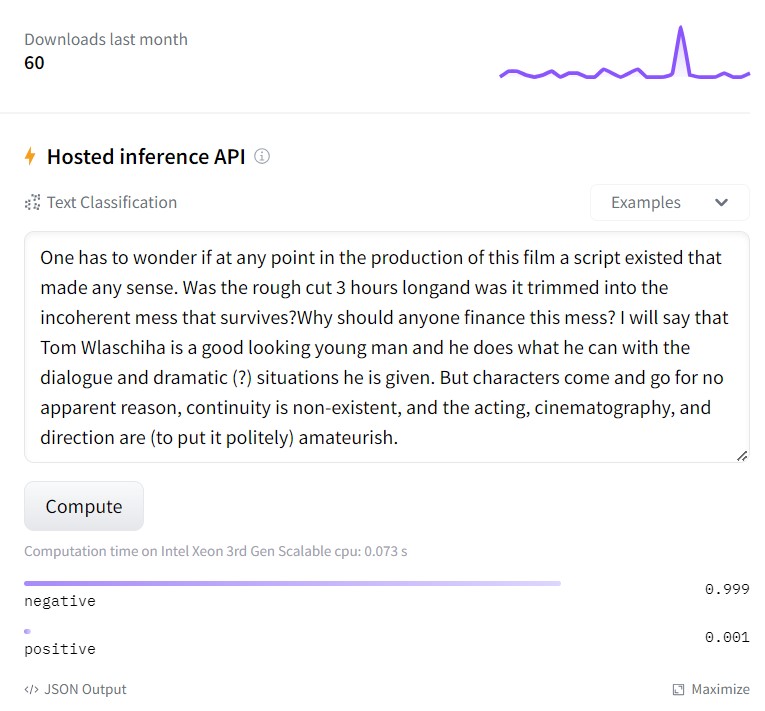 Downloads last month
60
Hosted inference API
Text Classification
Examples
One has to wonder if at any point in the production of this film a script existed that
made any sense. Was the rough cut 3 hours longand was it trimmed into the
incoherent mess that survives?Why should anyone finance this mess? I will say that
Tom Wlaschiha is a good looking young man and he does what he can with the
dialogue and dramatic (?) situations he is given. But characters come and go for no
apparent reason, continuity is non-existent, and the acting, cinematography, and
direction are (to put it politely) amateurish.
Compute
Computation time on Intel Xeon 3rd Gen Scalable cpu: 0.073 s
0.999
negative
0.001
positive
</> JSON Output
Maximize